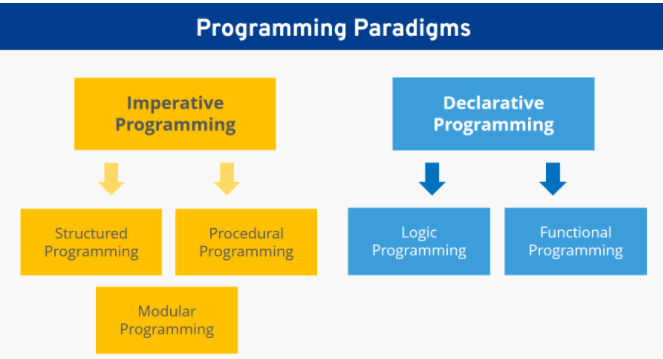 Programming Paradigms
Imperative
Programming
Declarative
Programming
Structured
Programming
Procedural
Programming
Logic
Programming
Functional
Programming
Modular
Programming